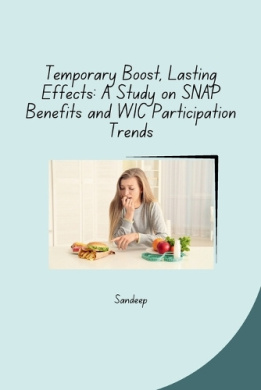 Temporary Boost, Lasting
Effects: A Study on SNAP
Benefits and WIC Participation
Trends
Sandeep